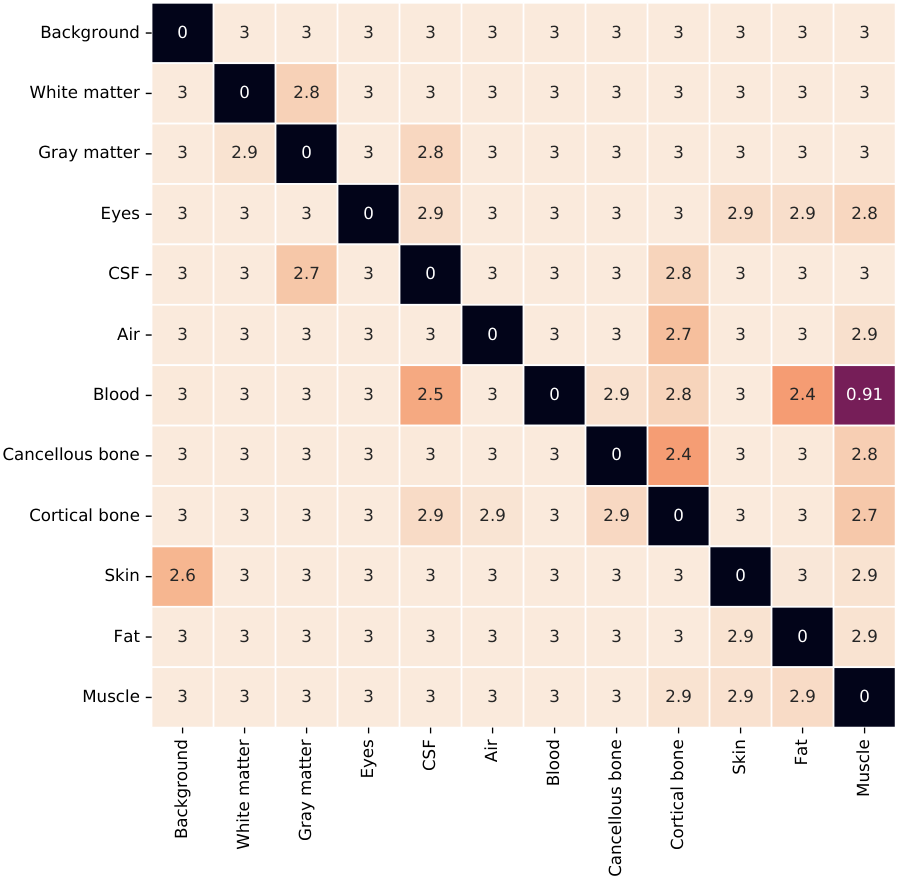 Background 0 3 3 3 3 3 3 3 3 3 3 3
White matter 3 0 2.8 3 3 3 3 3 3 3 3 3
Gray matter 3 2.9 0 3 2.8 3 3 3 3 3 3 3
Eyes 3 3 3 0 2.9 3 3 3 3 2.9 2.9 2.8
CSF 3 3 2.7 3 0 3 3 3 2.8 3 3 3
Air 3 3 3 3 3 0 3 3 2.7 3 3 2.9
Blood 3 3 3 3 2.5 3 0 2.9 2.8 3 2.4 0.91
Cancellous bone 3 3 3 3 3 3 3 0 2.4 3 3 2.8
Cortical bone 3 3 3 3 2.9 2.9 3 2.9 0 3 3 2.7
Skin 2.6 3 3 3 3 3 3 3 3 0 3 2.9
Fat 3 3 3 3 3 3 3 3 3 2.9 0 2.9
Muscle 3 3 3 3 3 3 3 3 2.9 2.9 2.9 0
Background
White matter
Gray matter
Eyes
CSF
Air
Blood
Cancellous bone
Cortical bone
Skin
Fat
Muscle